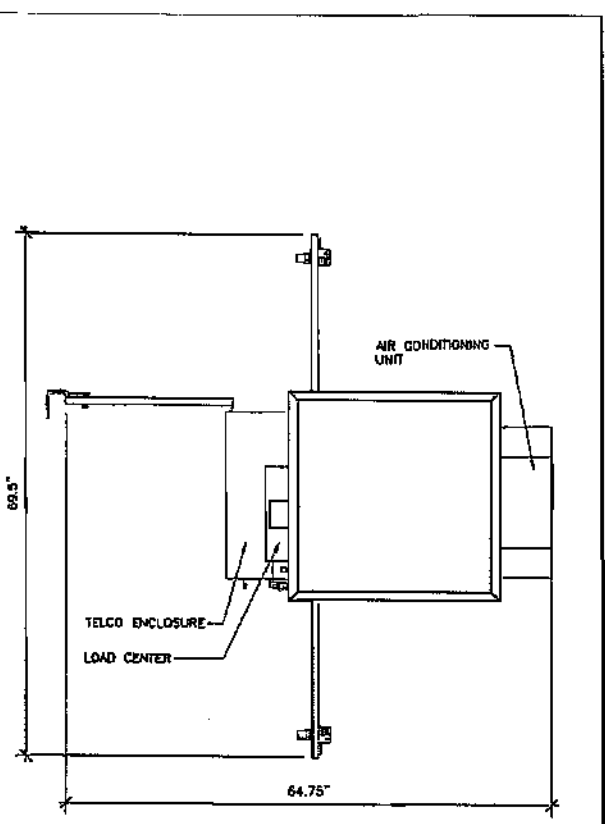 AIR CONDITIONING
UNIT
69.5"
TELCO ENCLOSURE
LOAD CENTER
64.75"